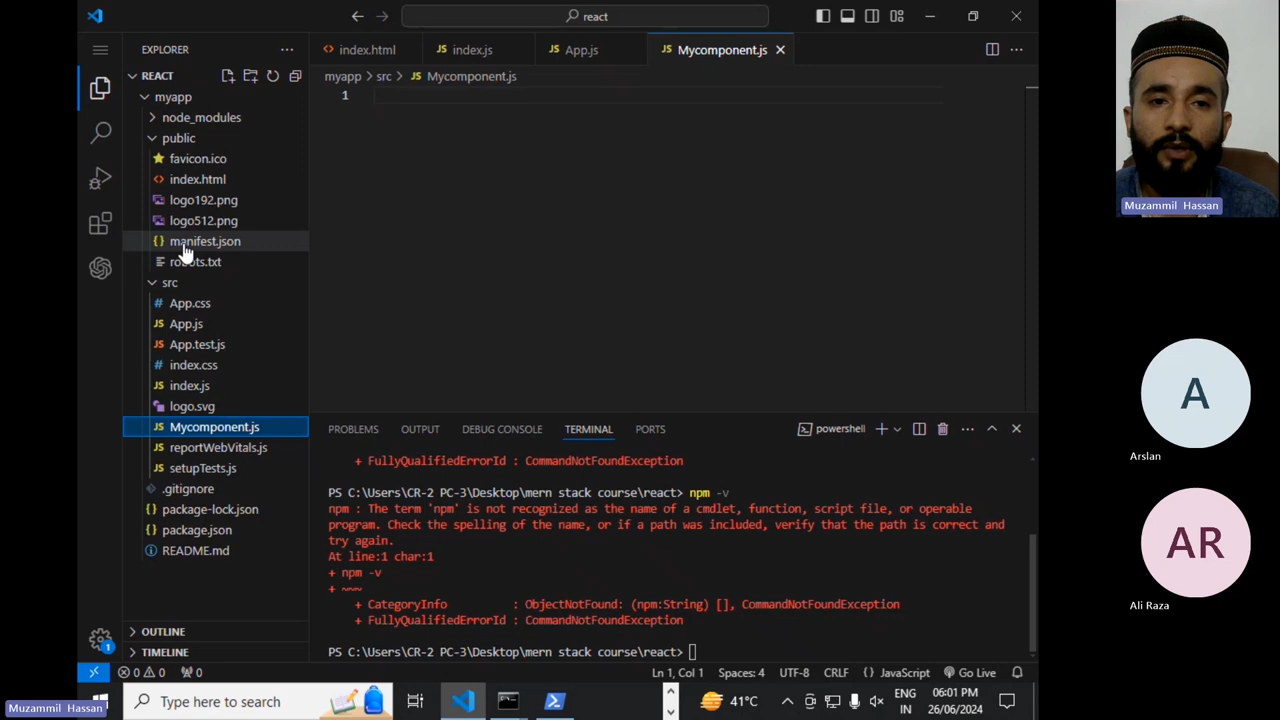 react
EXPLORER
index.html
index.js
App.js
Mycomponent.js
REACT
myapp > src > Mycomponent.js
myapp
1
node_modules
public
favicon.ico
index.html
logo192.png
logo512.png
manifest.json
robots.txt
src
App.css
App.js
App.test.js
index.css
index.js
logo.svg
Mycomponent.js
reportWebVitals.js
setupTests.js
.gitignore
package-lock.json
package.json
README.md
OUTLINE
TIMELINE
PROBLEMS OUTPUT DEBUG CONSOLE TERMINAL PORTS
powershell
+ FullyQualifiedErrorId : CommandNotFoundException
PS C:\Users\CR-2 PC-3\Desktop\mern stack course\react> npm -v
npm : The term 'npm' is not recognized as the name of a cmdlet, function, script file, or operable
program. Check the spelling of the name, or if a path was included, verify that the path is correct and
try again.
At line:1 char:1
+ npm -v
+ ~~~
+ CategoryInfo : ObjectNotFound: (npm:String) [], CommandNotFoundException
+ FullyQualifiedErrorId : CommandNotFoundException
PS C:\Users\CR-2 PC-3\Desktop\mern stack course\react>
1
0 0 0
Ln 1, Col 1 Spaces: 4 UTF-8 CRLF {} JavaScript Go Live
Type here to search
41°C
ENG
IN
06:01 PM
26/06/2024
Muzammil Hassan
Muzammil Hassan
A
Arslan
AR
Ali Raza